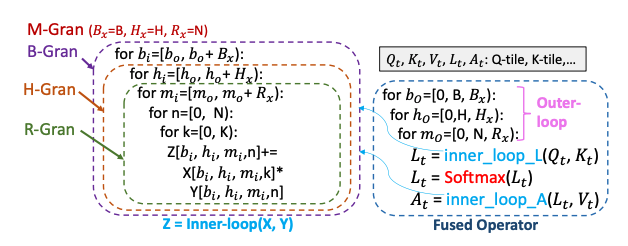 M-Gran (Bₓ=B, Hₓ=H, Rₓ=N)
B-Gran
H-Gran
R-Gran
for bᵢ=[bₒ, bₒ + Bₓ):
for hᵢ=[hₒ, hₒ+ Hₓ):
for mᵢ=[mₒ, mₒ+ Rₓ):
for n=[0, N):
for k=[0, K):
Z[bᵢ, hᵢ, mᵢ,n]+=
X[bᵢ, hᵢ, mᵢ,k]*
Y[bᵢ, hᵢ, mᵢ,n]
Z = Inner-loop(X, Y)
Qₜ, Kₜ, Vₜ, Lₜ, Aₜ: Q-tile, K-tile,...
for bₒ=[0, B, Bₓ):
for hₒ=[0,H, Hₓ):
for mₒ=[0, N, Rₓ):
Outer-
loop
Lₜ = inner_loop_L(Qₜ, Kₜ)
Lₜ = Softmax(Lₜ)
Aₜ = inner_loop_A(Lₜ, Vₜ)
Fused Operator